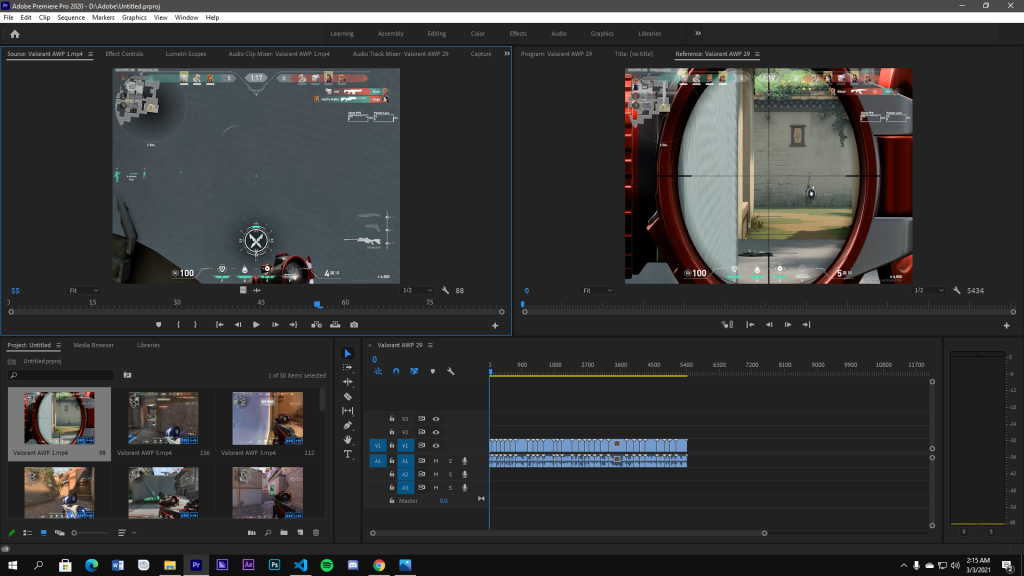 Adobe Premiere Pro 2020 - D:\Adobe\Untitled.prproj
File Edit Clip Sequence Markers Graphics View Window Help
Learning Assembly Editing Color Effects Audio Graphics Libraries
Source: Valorant AWP 1.mp4 Effect Controls Lumetri Scopes Audio Clip Mixer: Valorant AWP 1.mp4 Audio Track Mixer: Valorant AWP 29 Capture
Program: Valorant AWP 29 Title: (no title) Reference: Valorant AWP 29
1:17
100 4
100 5
55 Fit 1/2 88
0 Fit 1/2 5434
0 15 30 45 60 75
Project: Untitled Media Browser Libraries
Untitled.prproj
1 of 30 items selected
Valorant AWP 1.mp4 88 Valorant AWP 5.mp4 136 Valorant AWP 3.mp4 112
Valorant AWP 29
0
0 900 1800 2700 3600 4500 5400 6300 7200 8100 9000 9900 10800 11700
V3
V2
V1 V1
A1 A1 M S
A2 M S
A3 M S
Master 0.0
0
-6
-12
-18
-24
-30
-36
-42
-48
-54
dB
S S
2:15 AM
3/3/2021